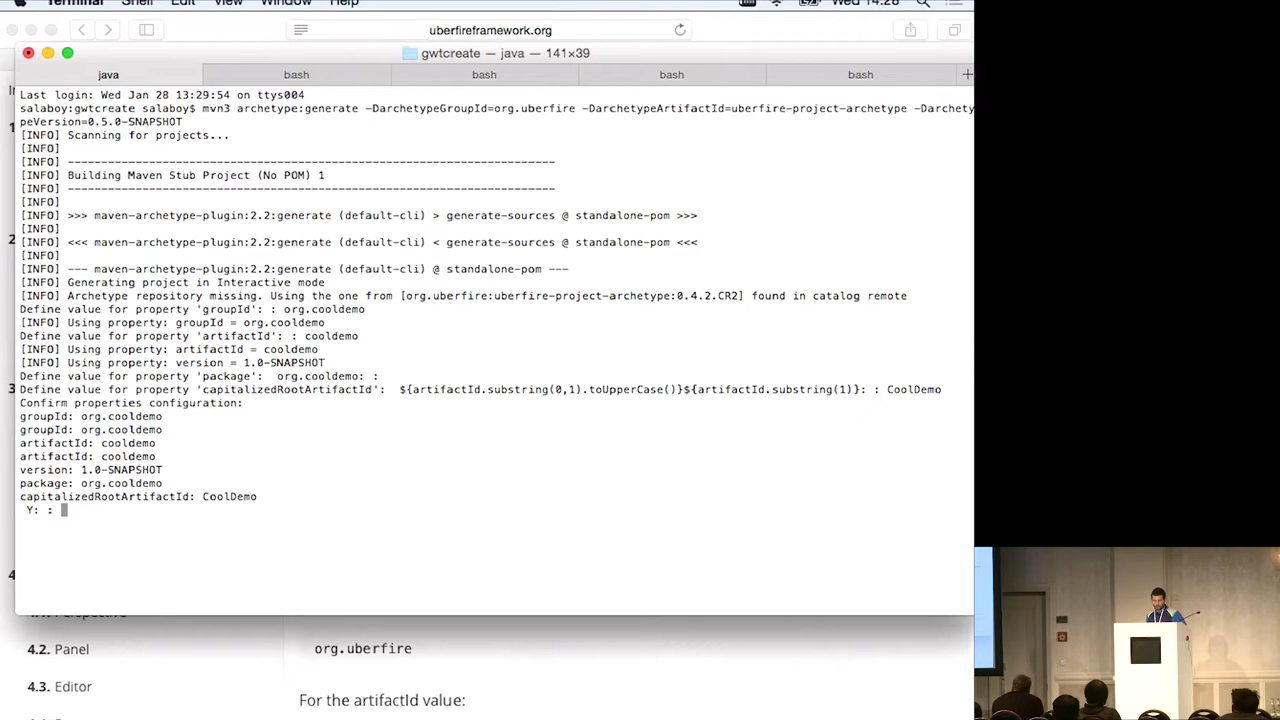 Terminal Shell Edit View Window Help Wed 14:28
uberfireframework.org
gwtcreate — java — 141×39
java bash bash bash bash
Last login: Wed Jan 28 13:29:54 on ttys004
salaboy:gwtcreate salaboy$ mvn3 archetype:generate -DarchetypeGroupId=org.uberfire -DarchetypeArtifactId=uberfire-project-archetype -Darchety
peVersion=0.5.0-SNAPSHOT
[INFO] Scanning for projects...
[INFO]
[INFO] ------------------------------------------------------------------------
[INFO] Building Maven Stub Project (No POM) 1
[INFO] ------------------------------------------------------------------------
[INFO]
[INFO] >>> maven-archetype-plugin:2.2:generate (default-cli) > generate-sources @ standalone-pom >>>
[INFO]
[INFO] <<< maven-archetype-plugin:2.2:generate (default-cli) < generate-sources @ standalone-pom <<<
[INFO]
[INFO] --- maven-archetype-plugin:2.2:generate (default-cli) @ standalone-pom ---
[INFO] Generating project in Interactive mode
[INFO] Archetype repository missing. Using the one from [org.uberfire:uberfire-project-archetype:0.4.2.CR2] found in catalog remote
Define value for property 'groupId': : org.cooldemo
[INFO] Using property: groupId = org.cooldemo
Define value for property 'artifactId': : cooldemo
[INFO] Using property: artifactId = cooldemo
[INFO] Using property: version = 1.0-SNAPSHOT
Define value for property 'package':  org.cooldemo: :
Define value for property 'capitalizedRootArtifactId':  ${artifactId.substring(0,1).toUpperCase()}${artifactId.substring(1)}: : CoolDemo
Confirm properties configuration:
groupId: org.cooldemo
groupId: org.cooldemo
artifactId: cooldemo
artifactId: cooldemo
version: 1.0-SNAPSHOT
package: org.cooldemo
capitalizedRootArtifactId: CoolDemo
Y: :
4.2. Panel
org.uberfire
4.3. Editor
For the artifactId value: